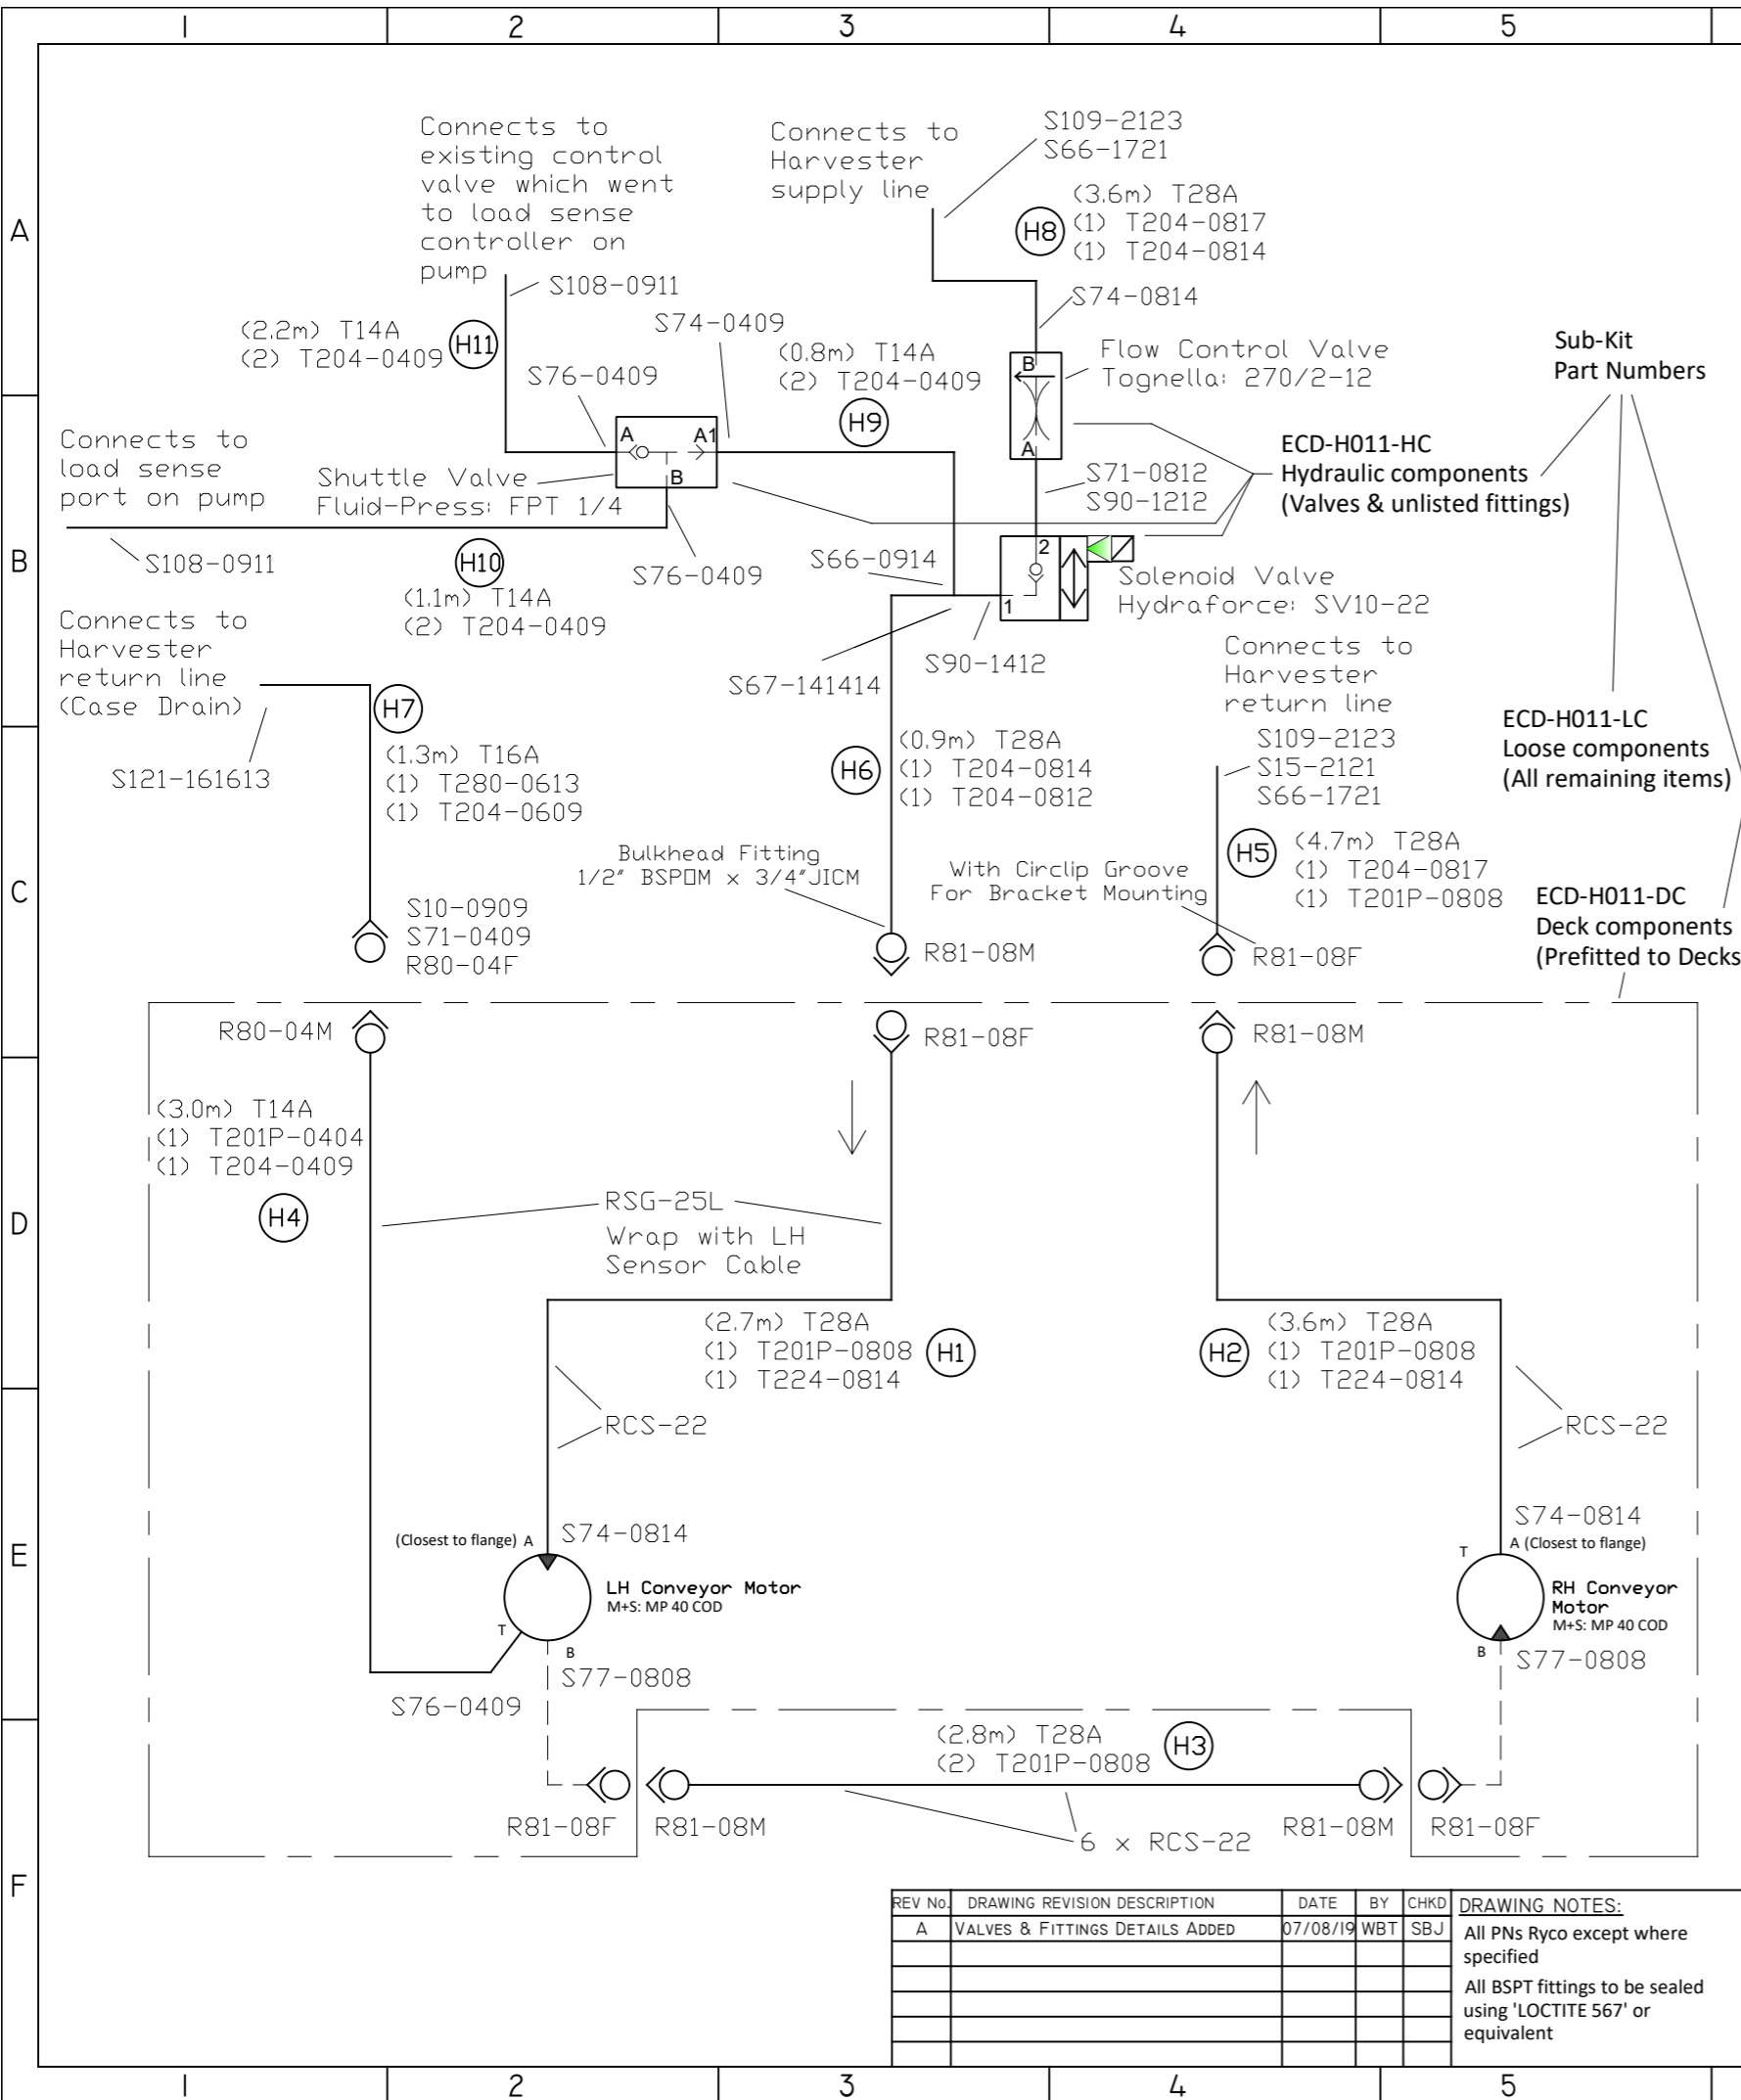 1 2 3 4 5
A
B
C
D
E
F
Connects to
existing control
valve which went
to load sense
controller on
pump
S108-0911
(2.2m) T14A
(2) T204-0409
H11
S76-0409
S74-0409
Connects to
Harvester
supply line
S109-2123
S66-1721
(3.6m) T28A
(1) T204-0817
(1) T204-0814
H8
S74-0814
(0.8m) T14A
(2) T204-0409
H9
B
A
Flow Control Valve
Tognella: 270/2-12
Sub-Kit
Part Numbers
Connects to
load sense
port on pump
Shuttle Valve
Fluid-Press: FPT 1/4
A A1
B
S71-0812
S90-1212
ECD-H011-HC
Hydraulic components
(Valves & unlisted fittings)
S108-0911
H10
(1.1m) T14A
(2) T204-0409
S76-0409
S66-0914
2
1
Solenoid Valve
Hydraforce: SV10-22
S67-141414
S90-1412
Connects to
Harvester
return line
(Case Drain)
H7
S121-161613
(1.3m) T16A
(1) T280-0613
(1) T204-0609
H6
(0.9m) T28A
(1) T204-0814
(1) T204-0812
Connects to
Harvester
return line
S109-2123
S15-2121
S66-1721
ECD-H011-LC
Loose components
(All remaining items)
Bulkhead Fitting
1/2" BSPOM x 3/4"JICM
With Circlip Groove
For Bracket Mounting
H5
(4.7m) T28A
(1) T204-0817
(1) T201P-0808
ECD-H011-DC
Deck components
(Prefitted to Decks
S10-0909
S71-0409
R80-04F
R81-08M
R81-08F
R80-04M
R81-08F
R81-08M
(3.0m) T14A
(1) T201P-0404
(1) T204-0409
H4
RSG-25L
Wrap with LH
Sensor Cable
(2.7m) T28A
(1) T201P-0808
(1) T224-0814
H1
H2
(3.6m) T28A
(1) T201P-0808
(1) T224-0814
RCS-22
RCS-22
(Closest to flange) A
S74-0814
LH Conveyor Motor
M+S: MP 40 COD
T
B
S77-0808
S76-0409
S74-0814
T
A (Closest to flange)
RH Conveyor
Motor
M+S: MP 40 COD
B
S77-0808
(2.8m) T28A
(2) T201P-0808
H3
R81-08F
R81-08M
6 x RCS-22
R81-08M
R81-08F
REV No. DRAWING REVISION DESCRIPTION DATE BY CHKD
A VALVES & FITTINGS DETAILS ADDED 07/08/19 WBT SBJ
DRAWING NOTES:
All PNs Ryco except where
specified
All BSPT fittings to be sealed
using 'LOCTITE 567' or
equivalent
1 2 3 4 5